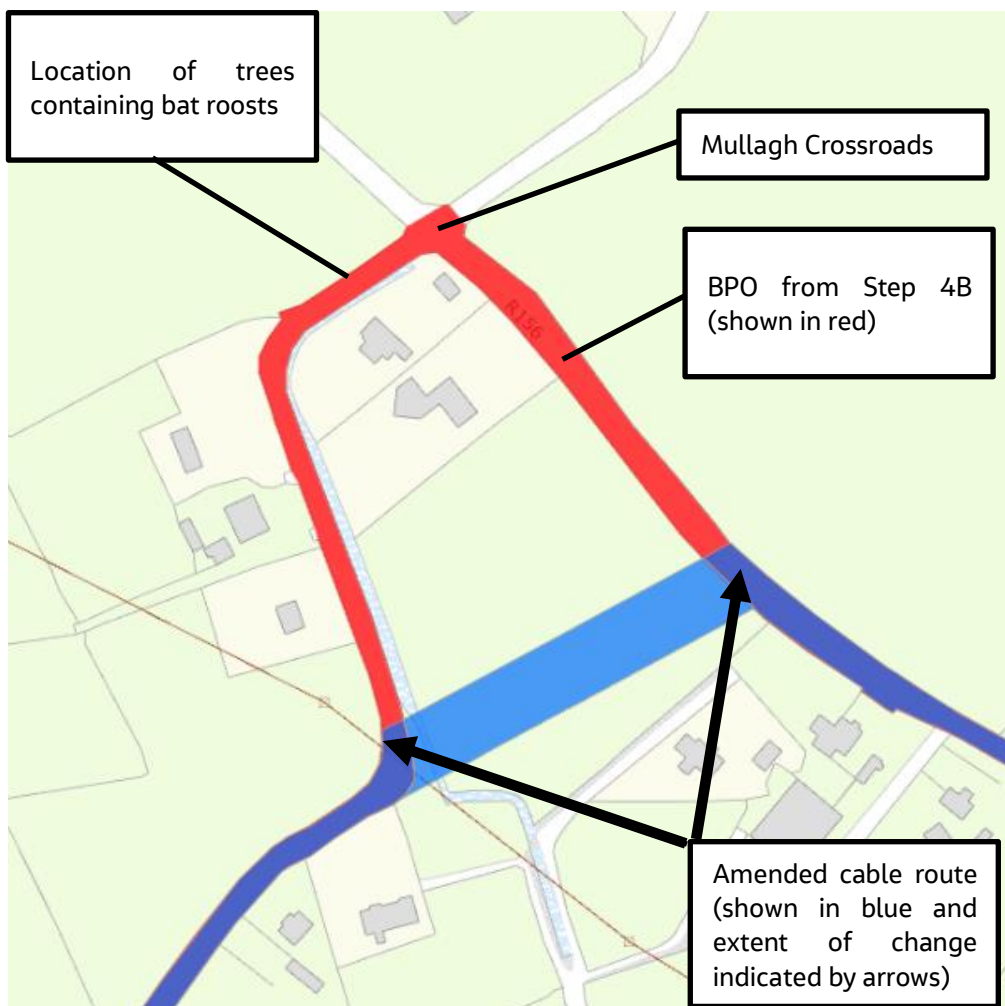 Location of trees
containing bat roosts
Mullagh Crossroads
BPO from Step 4B
(shown in red)
R156
Amended cable route
(shown in blue and
extent of change
indicated by arrows)